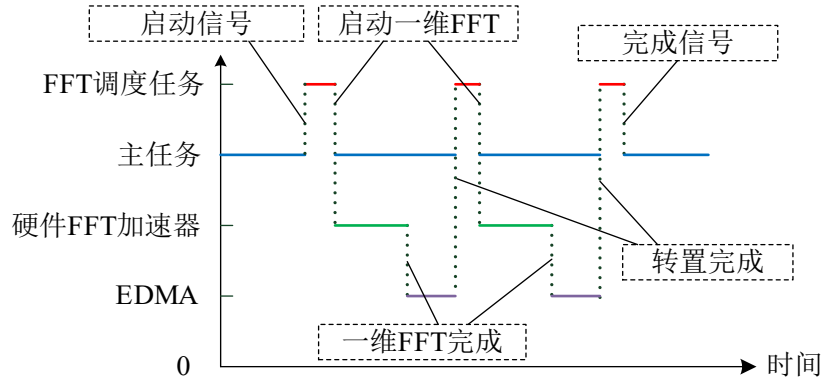 启动信号
启动一维FFT
完成信号
FFT调度任务
主任务
硬件FFT加速器
转置完成
EDMA
一维FFT完成
0
时间